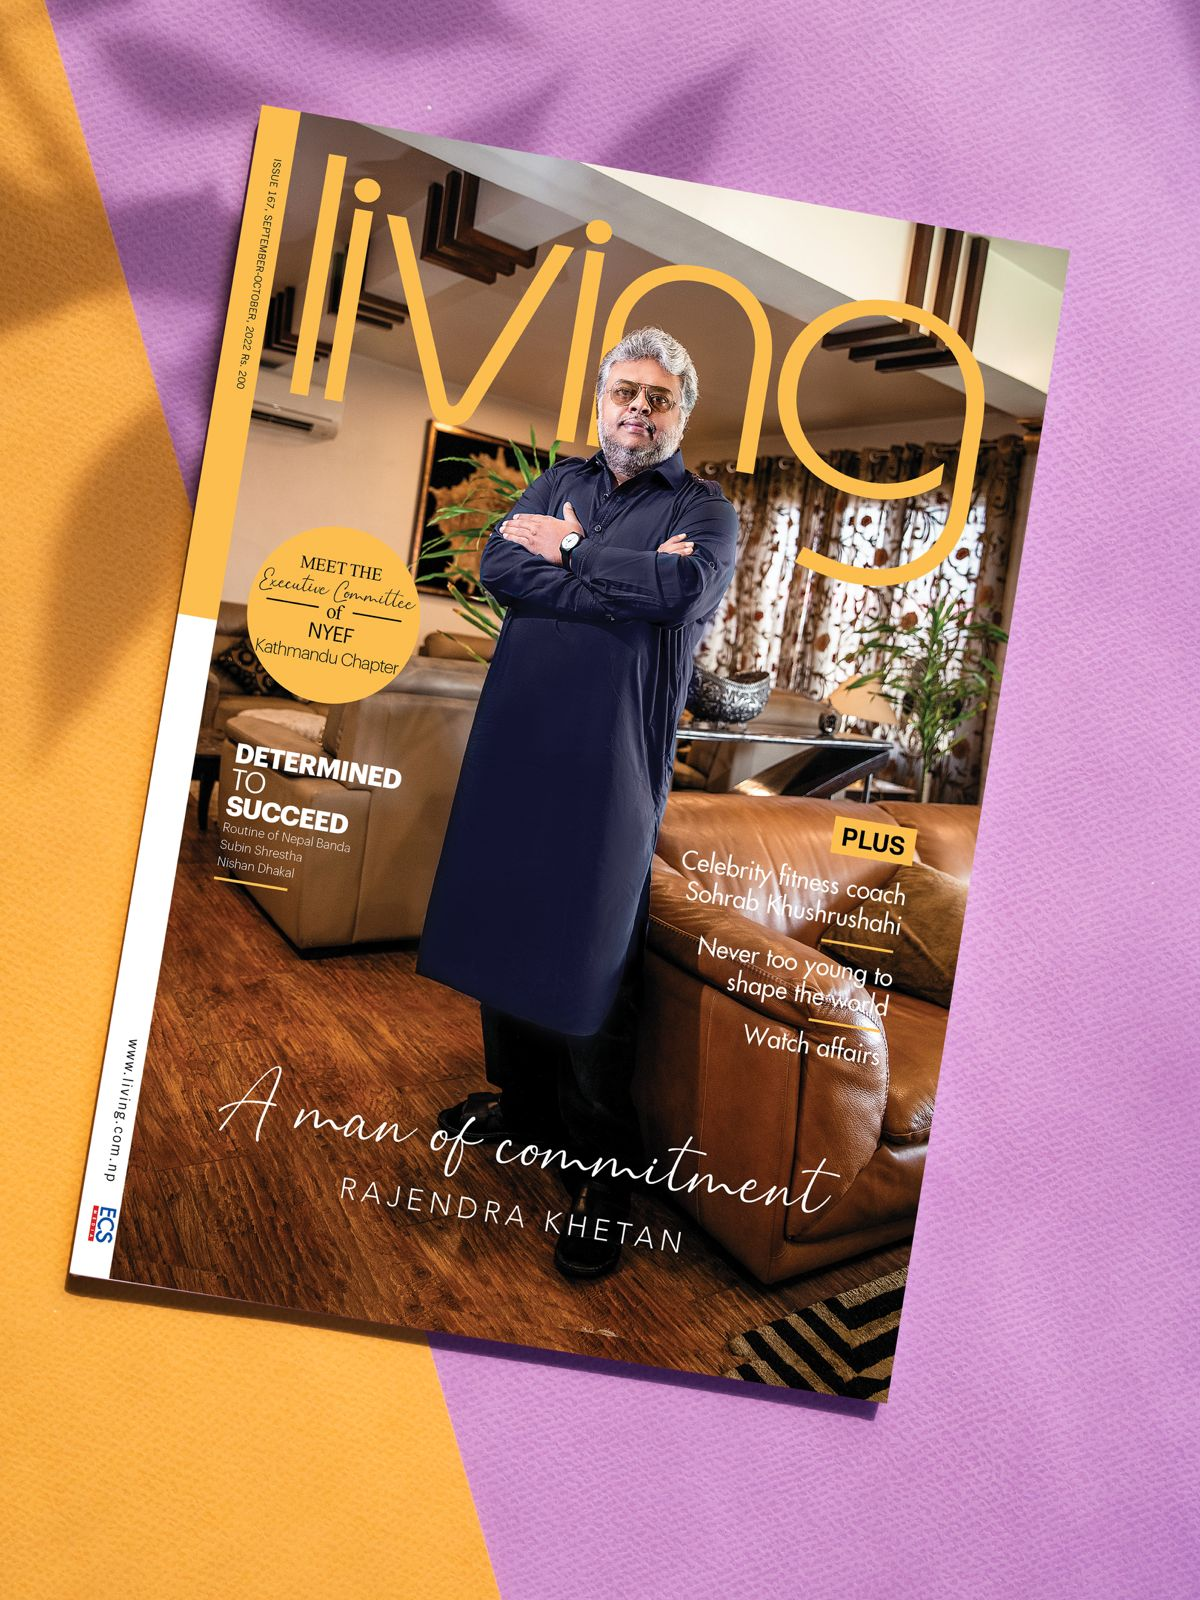 living
ISSUE 167, SEPTEMBER-OCTOBER, 2022 Rs. 200
MEET THE
Executive Committee
of
NYEF
Kathmandu Chapter
DETERMINED
TO
SUCCEED
Routine of Nepal Banda
Subin Shrestha
Nishan Dhakal
PLUS
Celebrity fitness coach
Sohrab Khushrushahi
Never too young to
shape the world
Watch affairs
A man of commitment
RAJENDRA KHETAN
www.living.com.np
ECS
MEDIA